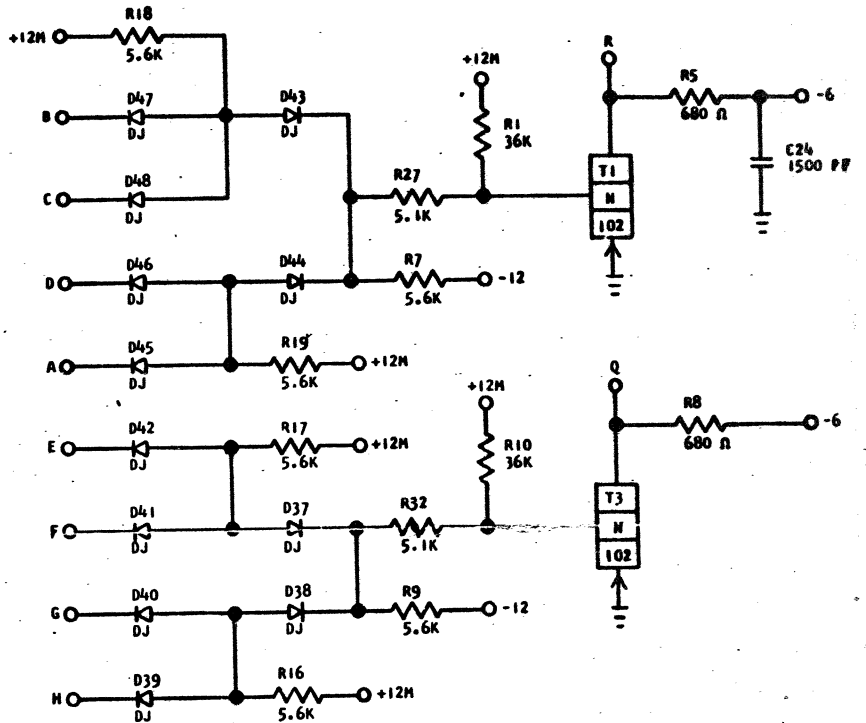 R18
+12M
5.6K
D47
B
DJ
D43
DJ
D48
C
DJ
+12M
R1
36K
R
R5
680 Ω
-6
C24
1500 PF
T1
N
102
R27
5.1K
D46
D
DJ
D44
DJ
R7
5.6K
-12
D45
A
DJ
R19
5.6K
+12M
D42
E
DJ
R17
5.6K
+12M
+12M
R10
36K
Q
R8
680 Ω
-6
T3
N
102
D41
F
DJ
D37
DJ
R32
5.1K
D40
G
DJ
D38
DJ
R9
5.6K
-12
D39
H
DJ
R16
5.6K
+12M